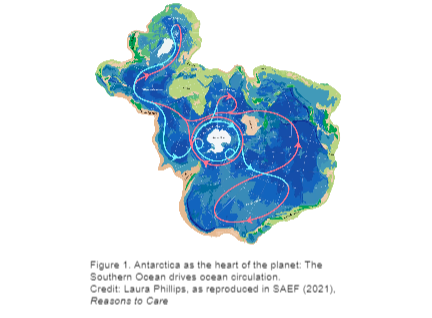 Figure 1. Antarctica as the heart of the planet: The
Southern Ocean drives ocean circulation.
Credit: Laura Phillips, as reproduced in SAEF (2021),
Reasons to Care